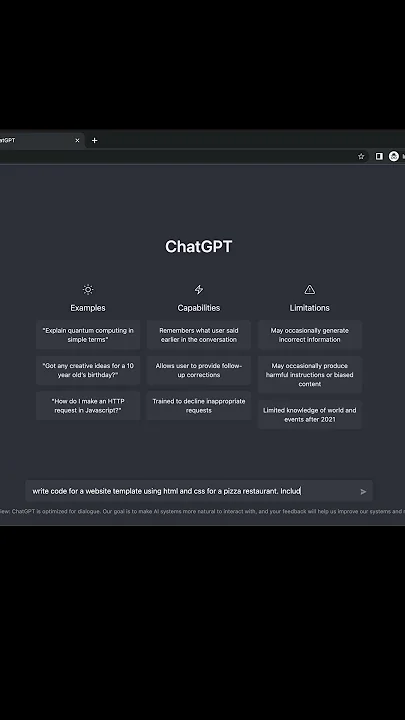 atGPT
ChatGPT
Examples
Capabilities
Limitations
"Explain quantum computing in
simple terms"
Remembers what user said
earlier in the conversation
May occasionally generate
incorrect information
"Got any creative ideas for a 10
year old's birthday?"
Allows user to provide follow-
up corrections
May occasionally produce
harmful instructions or biased
content
"How do I make an HTTP
request in Javascript?"
Trained to decline inappropriate
requests
Limited knowledge of world and
events after 2021
write code for a website template using html and css for a pizza restaurant. Includ
view: ChatGPT is optimized for dialogue. Our goal is to make AI systems more natural to interact with, and your feedback will help us improve our systems and